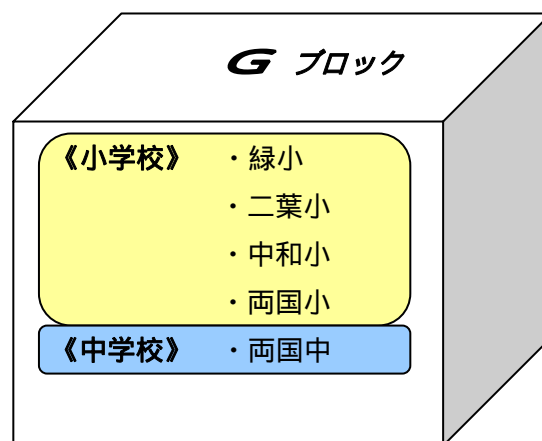 G ブロック
《小学校》 ・緑小
・二葉小
・中和小
・両国小
《中学校》 ・両国中